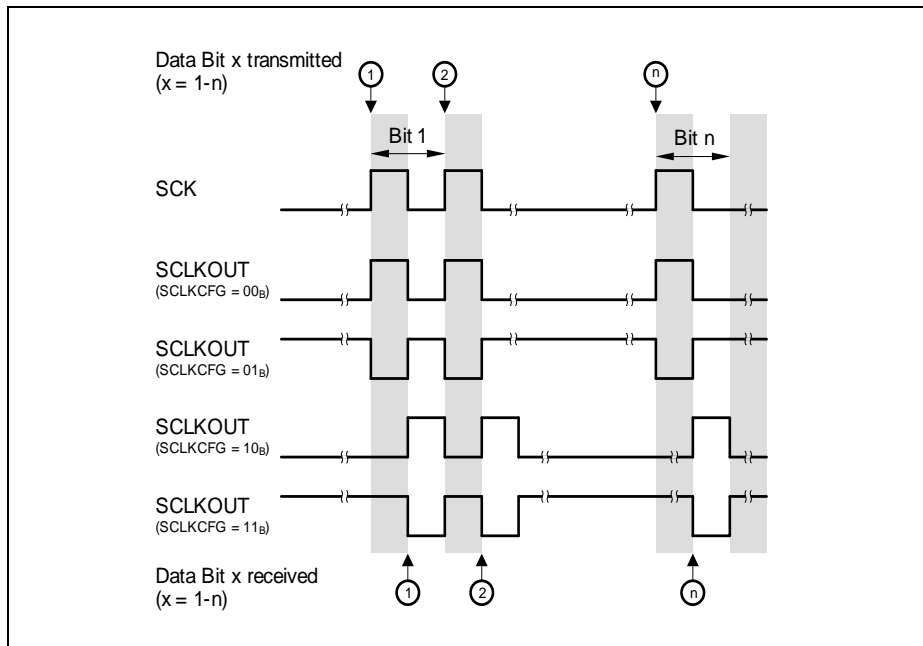 Data Bit x transmitted
(x = 1-n)
1
2
n
Bit 1
Bit n
SCK
SCLKOUT
(SCLKCFG = 00B)
SCLKOUT
(SCLKCFG = 01B)
SCLKOUT
(SCLKCFG = 10B)
SCLKOUT
(SCLKCFG = 11B)
Data Bit x received
(x = 1-n)
1
2
n